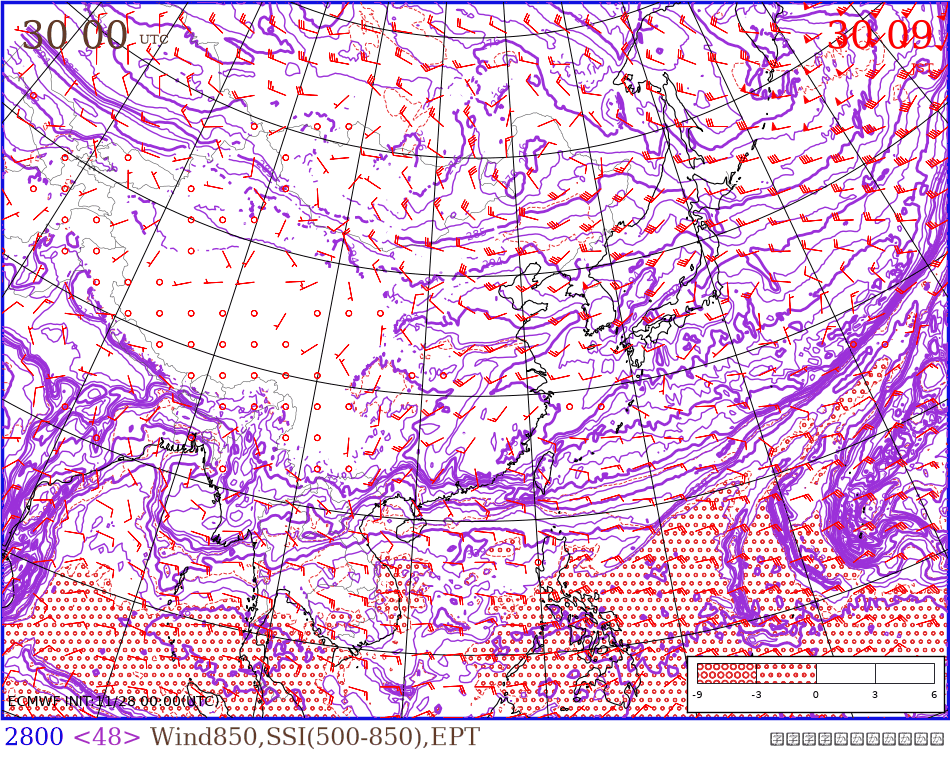 30 00 UTC 30 09
ECMWF INIT:11/28 00:00(UTC)
-9 -3 0 3 6
2800 <48> Wind850,SSI(500-850),EPT